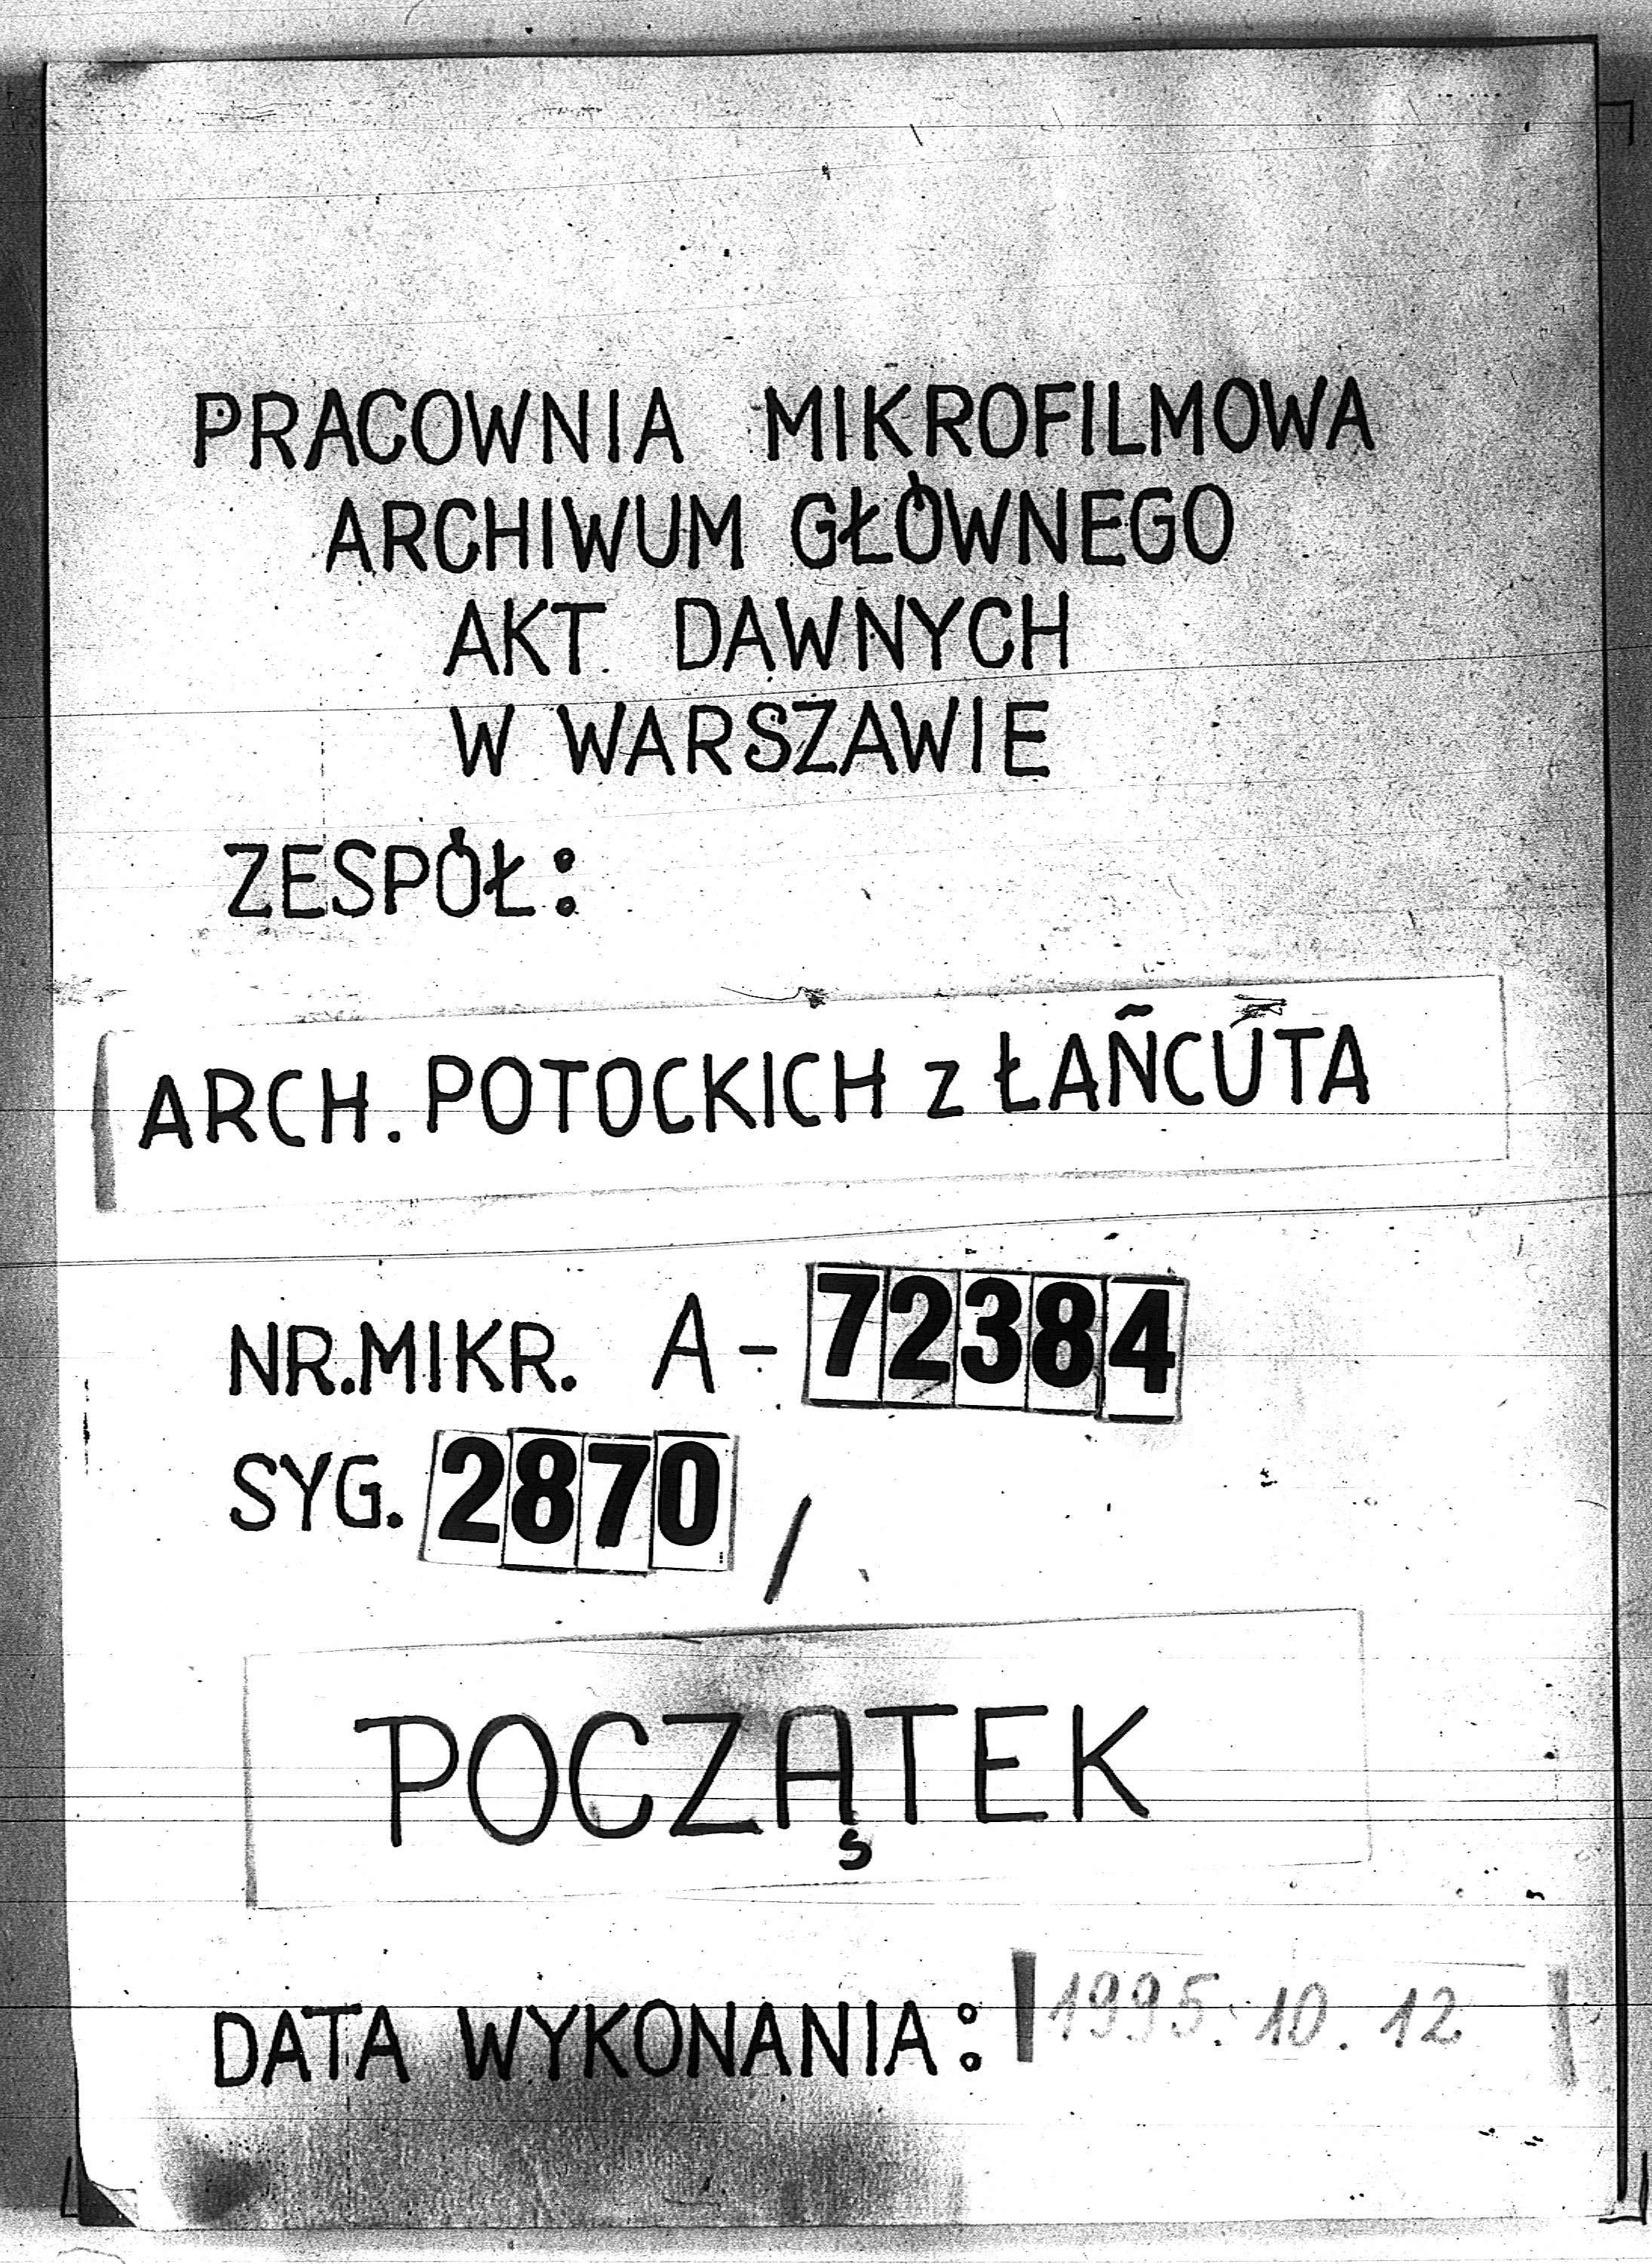 PRACOWNIA MIKROFILMOWA
ARCHIWUM GŁÓWNEGO
AKT DAWNYCH
W WARSZAWIE
ZESPÓŁ:
ARCH. POTOCKICH z ŁAŃCUTA
NR. MIKR. A-72384
SYG. 2870 /
POCZĄTEK
DATA WYKONANIA: 1995.10.12